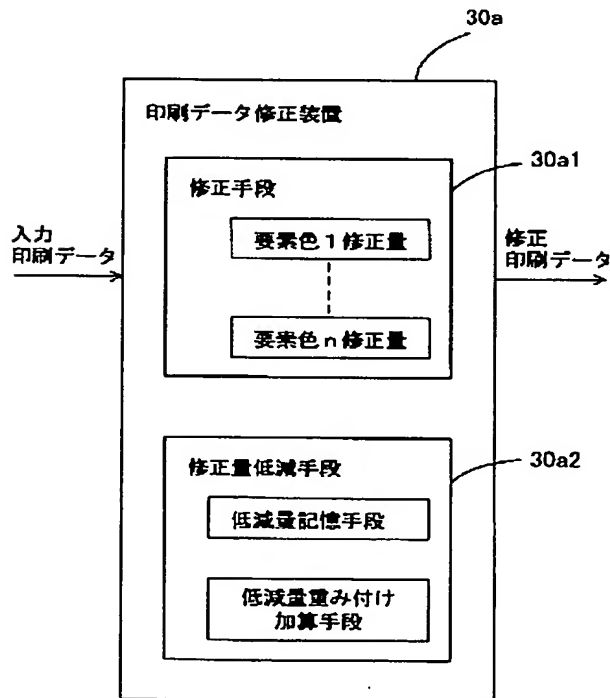 30a
印刷データ修正装置
30a1
修正手段
要素色1修正量
入力
印刷データ
修正
印刷データ
要素色n修正量
30a2
修正量低減手段
低減量記憶手段
低減量重み付け
加算手段